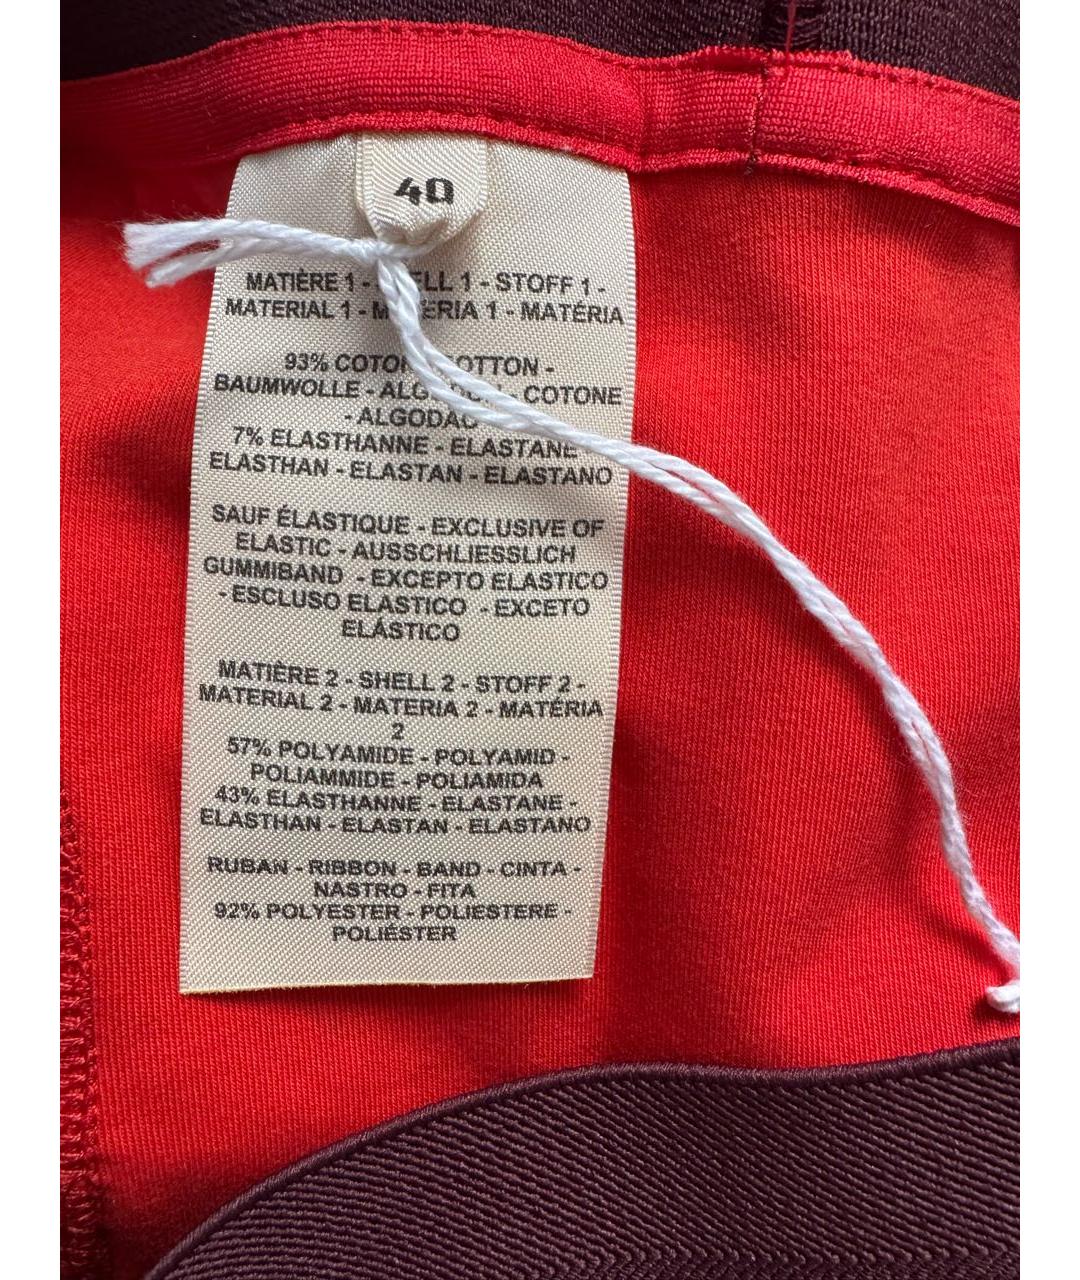 40
MATIÈRE 1 - SHELL 1 - STOFF 1 -
MATERIAL 1 - MATERIA 1 - MATÉRIA
93% COTON - COTTON -
BAUMWOLLE - - COTONE
- ALGODAO
7% ELASTHANNE - ELASTANE -
ELASTHAN - ELASTAN - ELASTANO
SAUF ÉLASTIQUE - EXCLUSIVE OF
ELASTIC - AUSSCHLIESSLICH
GUMMIBAND - EXCEPTO ELASTICO
- ESCLUSO ELASTICO - EXCETO
ELÁSTICO
MATIÈRE 2 - SHELL 2 - STOFF 2 -
MATERIAL 2 - MATERIA 2 - MATÉRIA
2
57% POLYAMIDE - POLYAMID -
POLIAMMIDE - POLIAMIDA
43% ELASTHANNE - ELASTANE -
ELASTHAN - ELASTAN - ELASTANO
RUBAN - RIBBON - BAND - CINTA -
NASTRO - FITA
92% POLYESTER - POLIESTERE -
POLIÉSTER